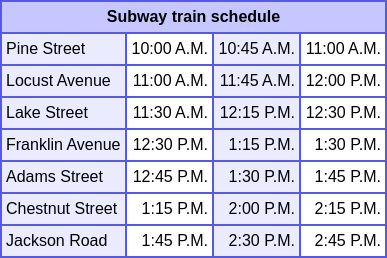 Subway train schedule
Pine Street 10:00 A.M. 10:45 A.M. 11:00 A.M.
Locust Avenue 11:00 A.M. 11:45 A.M. 12:00 P.M.
Lake Street 11:30 A.M. 12:15 P.M. 12:30 P.M.
Franklin Avenue 12:30 P.M. 1:15 P.M. 1:30 P.M.
Adams Street 12:45 P.M. 1:30 P.M. 1:45 P.M.
Chestnut Street 1:15 P.M. 2:00 P.M. 2:15 P.M.
Jackson Road 1:45 P.M. 2:30 P.M. 2:45 P.M.